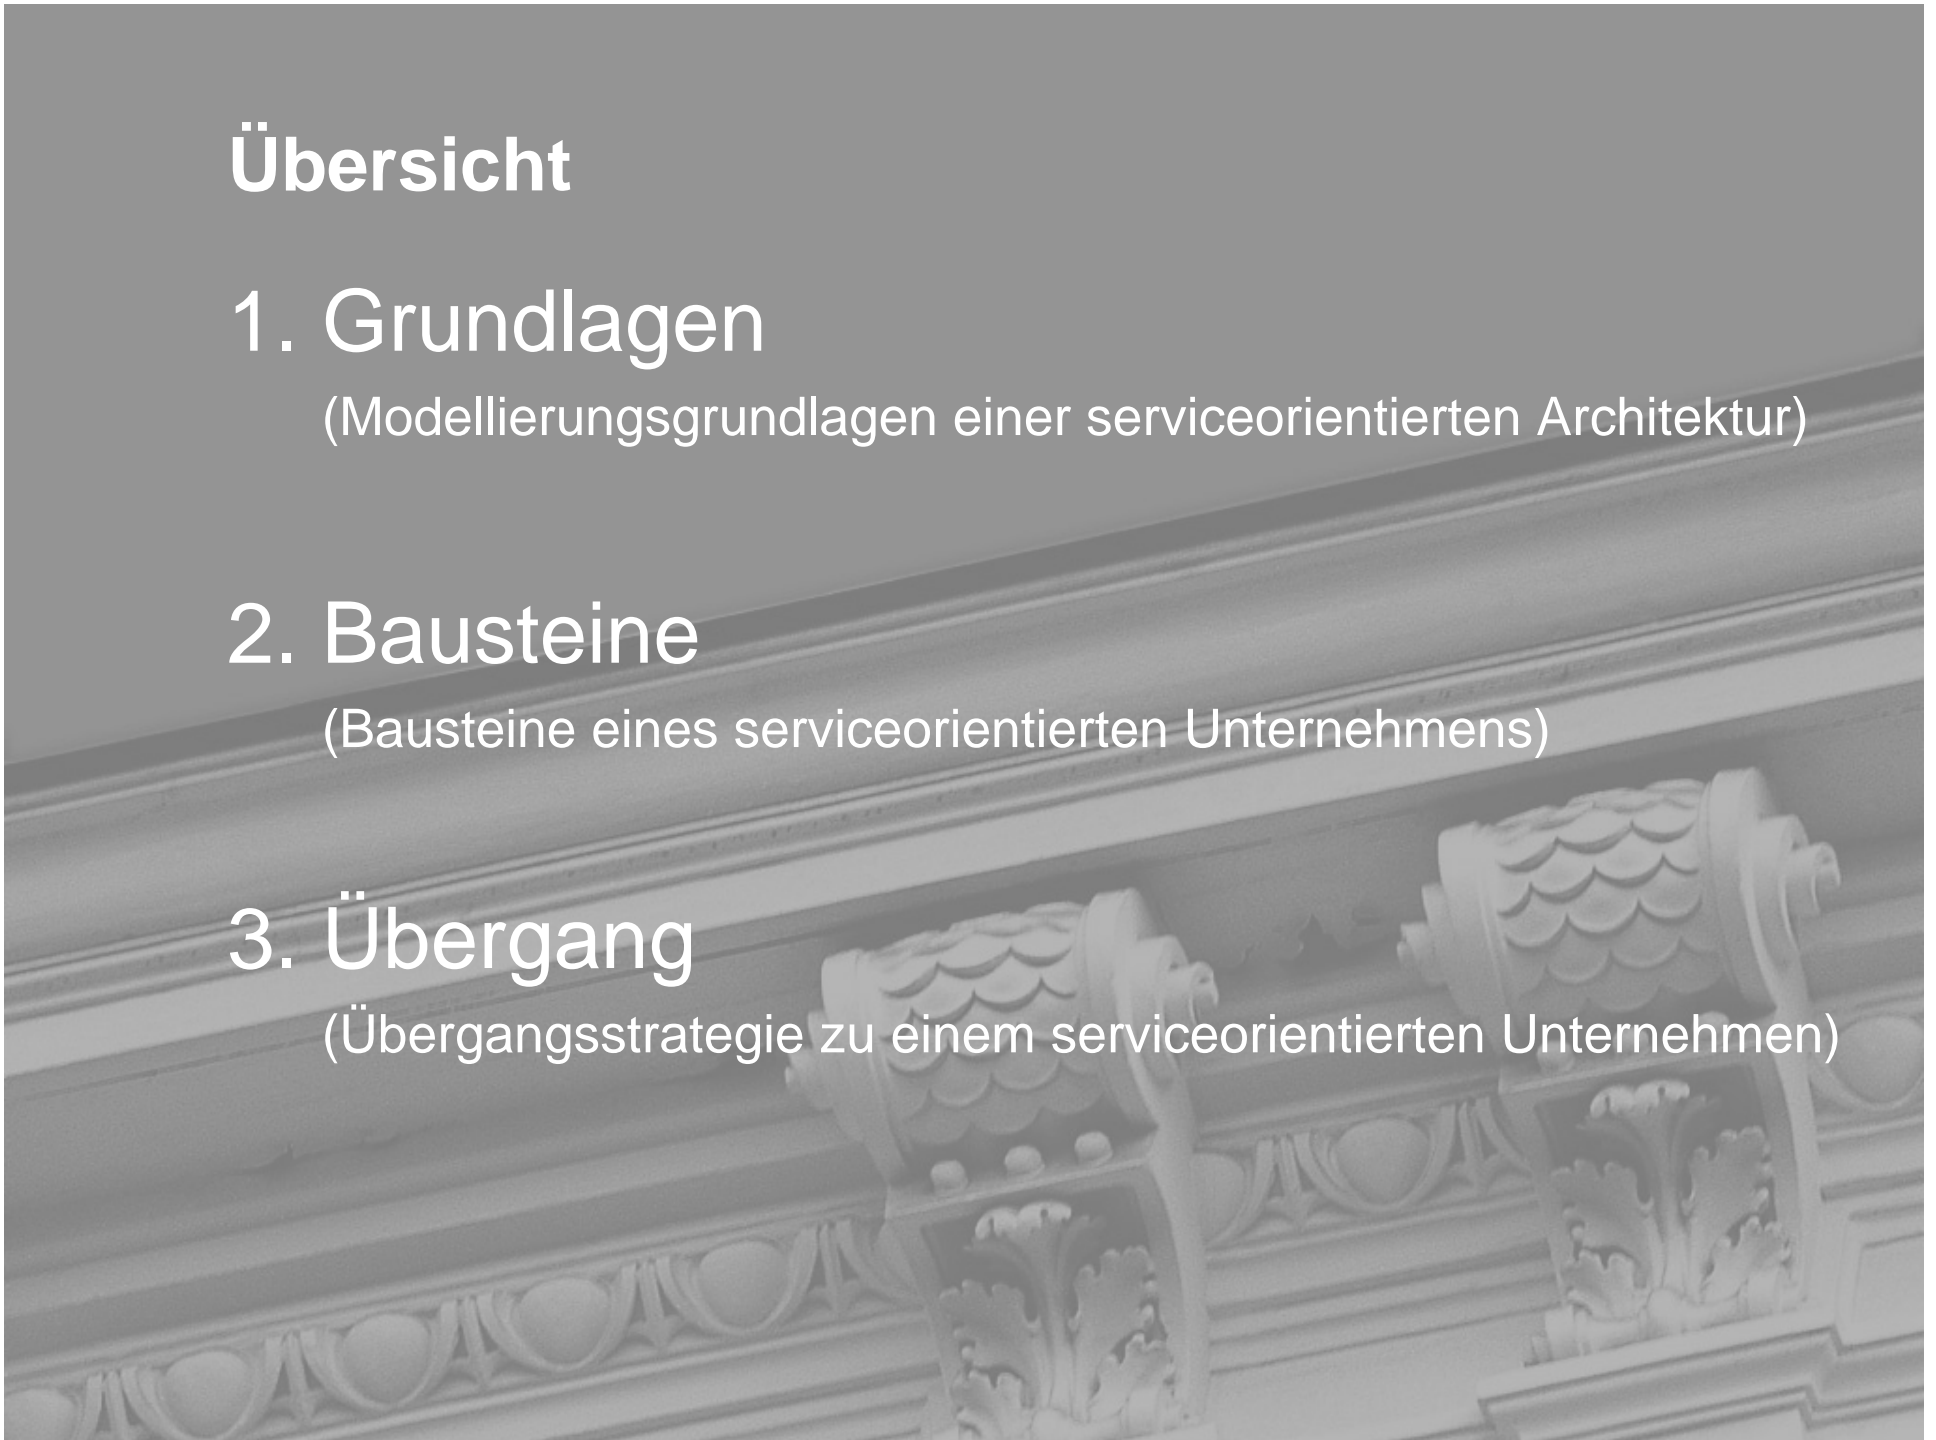 Übersicht
1. Grundlagen
(Modellierungsgrundlagen einer serviceorientierten Architektur)
2. Bausteine
(Bausteine eines serviceorientierten Unternehmens)
3. Übergang
(Übergangsstrategie zu einem serviceorientierten Unternehmen)